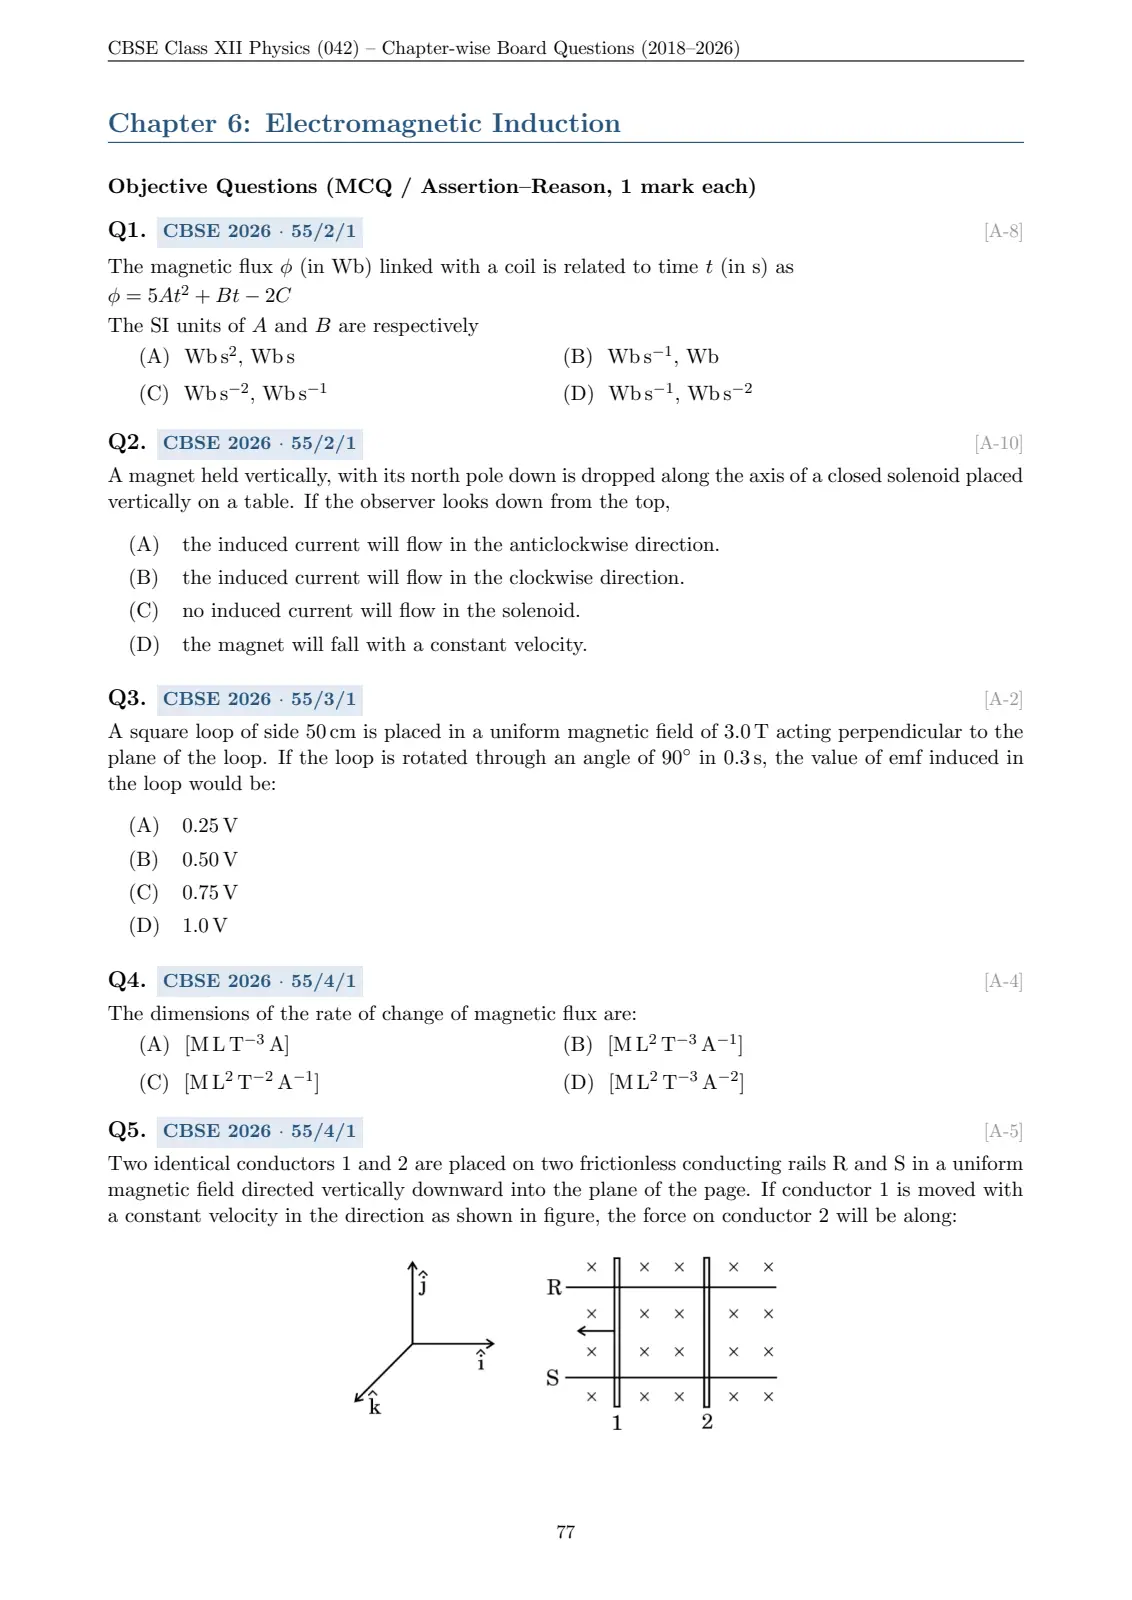 CBSE Class XII Physics (042) – Chapter-wise Board Questions (2018–2026)
Chapter 6: Electromagnetic Induction
Objective Questions (MCQ / Assertion–Reason, 1 mark each)
Q1. CBSE 2026 · 55/2/1 [A-8]
The magnetic flux ϕ (in Wb) linked with a coil is related to time t (in s) as
ϕ = 5At² + Bt − 2C
The SI units of A and B are respectively
(A) Wb s², Wb s (B) Wb s⁻¹, Wb
(C) Wb s⁻², Wb s⁻¹ (D) Wb s⁻¹, Wb s⁻²
Q2. CBSE 2026 · 55/2/1 [A-10]
A magnet held vertically, with its north pole down is dropped along the axis of a closed solenoid placed
vertically on a table. If the observer looks down from the top,
(A) the induced current will flow in the anticlockwise direction.
(B) the induced current will flow in the clockwise direction.
(C) no induced current will flow in the solenoid.
(D) the magnet will fall with a constant velocity.
Q3. CBSE 2026 · 55/3/1 [A-2]
A square loop of side 50 cm is placed in a uniform magnetic field of 3.0 T acting perpendicular to the
plane of the loop. If the loop is rotated through an angle of 90° in 0.3 s, the value of emf induced in
the loop would be:
(A) 0.25 V
(B) 0.50 V
(C) 0.75 V
(D) 1.0 V
Q4. CBSE 2026 · 55/4/1 [A-4]
The dimensions of the rate of change of magnetic flux are:
(A) [M L T⁻³ A] (B) [M L² T⁻³ A⁻¹]
(C) [M L² T⁻² A⁻¹] (D) [M L² T⁻³ A⁻²]
Q5. CBSE 2026 · 55/4/1 [A-5]
Two identical conductors 1 and 2 are placed on two frictionless conducting rails R and S in a uniform
magnetic field directed vertically downward into the plane of the page. If conductor 1 is moved with
a constant velocity in the direction as shown in figure, the force on conductor 2 will be along:
ĵ
î
k̂
× × × × ×
R
× × × × ×
× × × × ×
S
× × × × ×
1 2
77